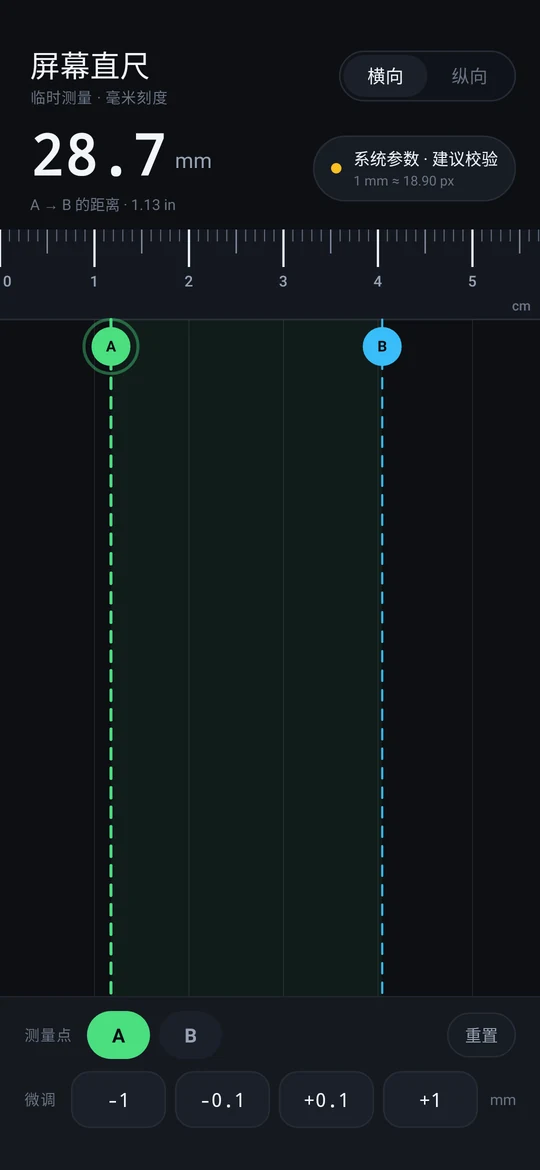 屏幕直尺
临时测量 · 毫米刻度
横向 纵向
28.7 mm
A → B 的距离 · 1.13 in
系统参数 · 建议校验
1 mm ≈ 18.90 px
0 1 2 3 4 5
cm
A B
测量点 A B 重置
微调 -1 -0.1 +0.1 +1 mm